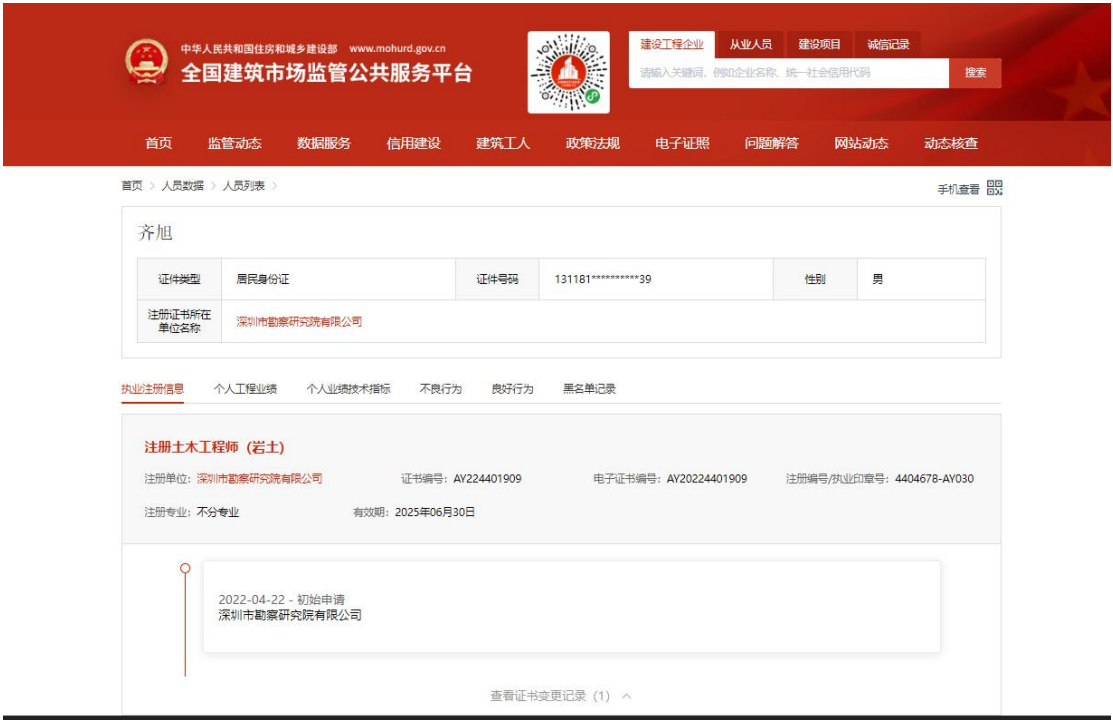 中华人民共和国住房和城乡建设部 www.mohurd.gov.cn
全国建筑市场监管公共服务平台
建设工程企业 从业人员 建设项目 诚信记录
请输入关键词，例如企业名称、统一社会信用代码 搜索
首页 监管动态 数据服务 信用建设 建筑工人 政策法规 电子证照 问题解答 网站动态 动态核查
首页 > 人员数据 > 人员列表 >
手机查看
齐旭
证件类型 居民身份证 证件号码 131181**********39 性别 男
注册证书所在
单位名称
深圳市勘察研究院有限公司
执业注册信息 个人工程业绩 个人业绩技术指标 不良行为 良好行为 黑名单记录
注册土木工程师（岩土）
注册单位：深圳市勘察研究院有限公司 证书编号：AY224401909 电子证书编号：AY20224401909 注册编号/执业印章号：4404678-AY030
注册专业：不分专业 有效期：2025年06月30日
2022-04-22 - 初始申请
深圳市勘察研究院有限公司
查看证书变更记录（1）